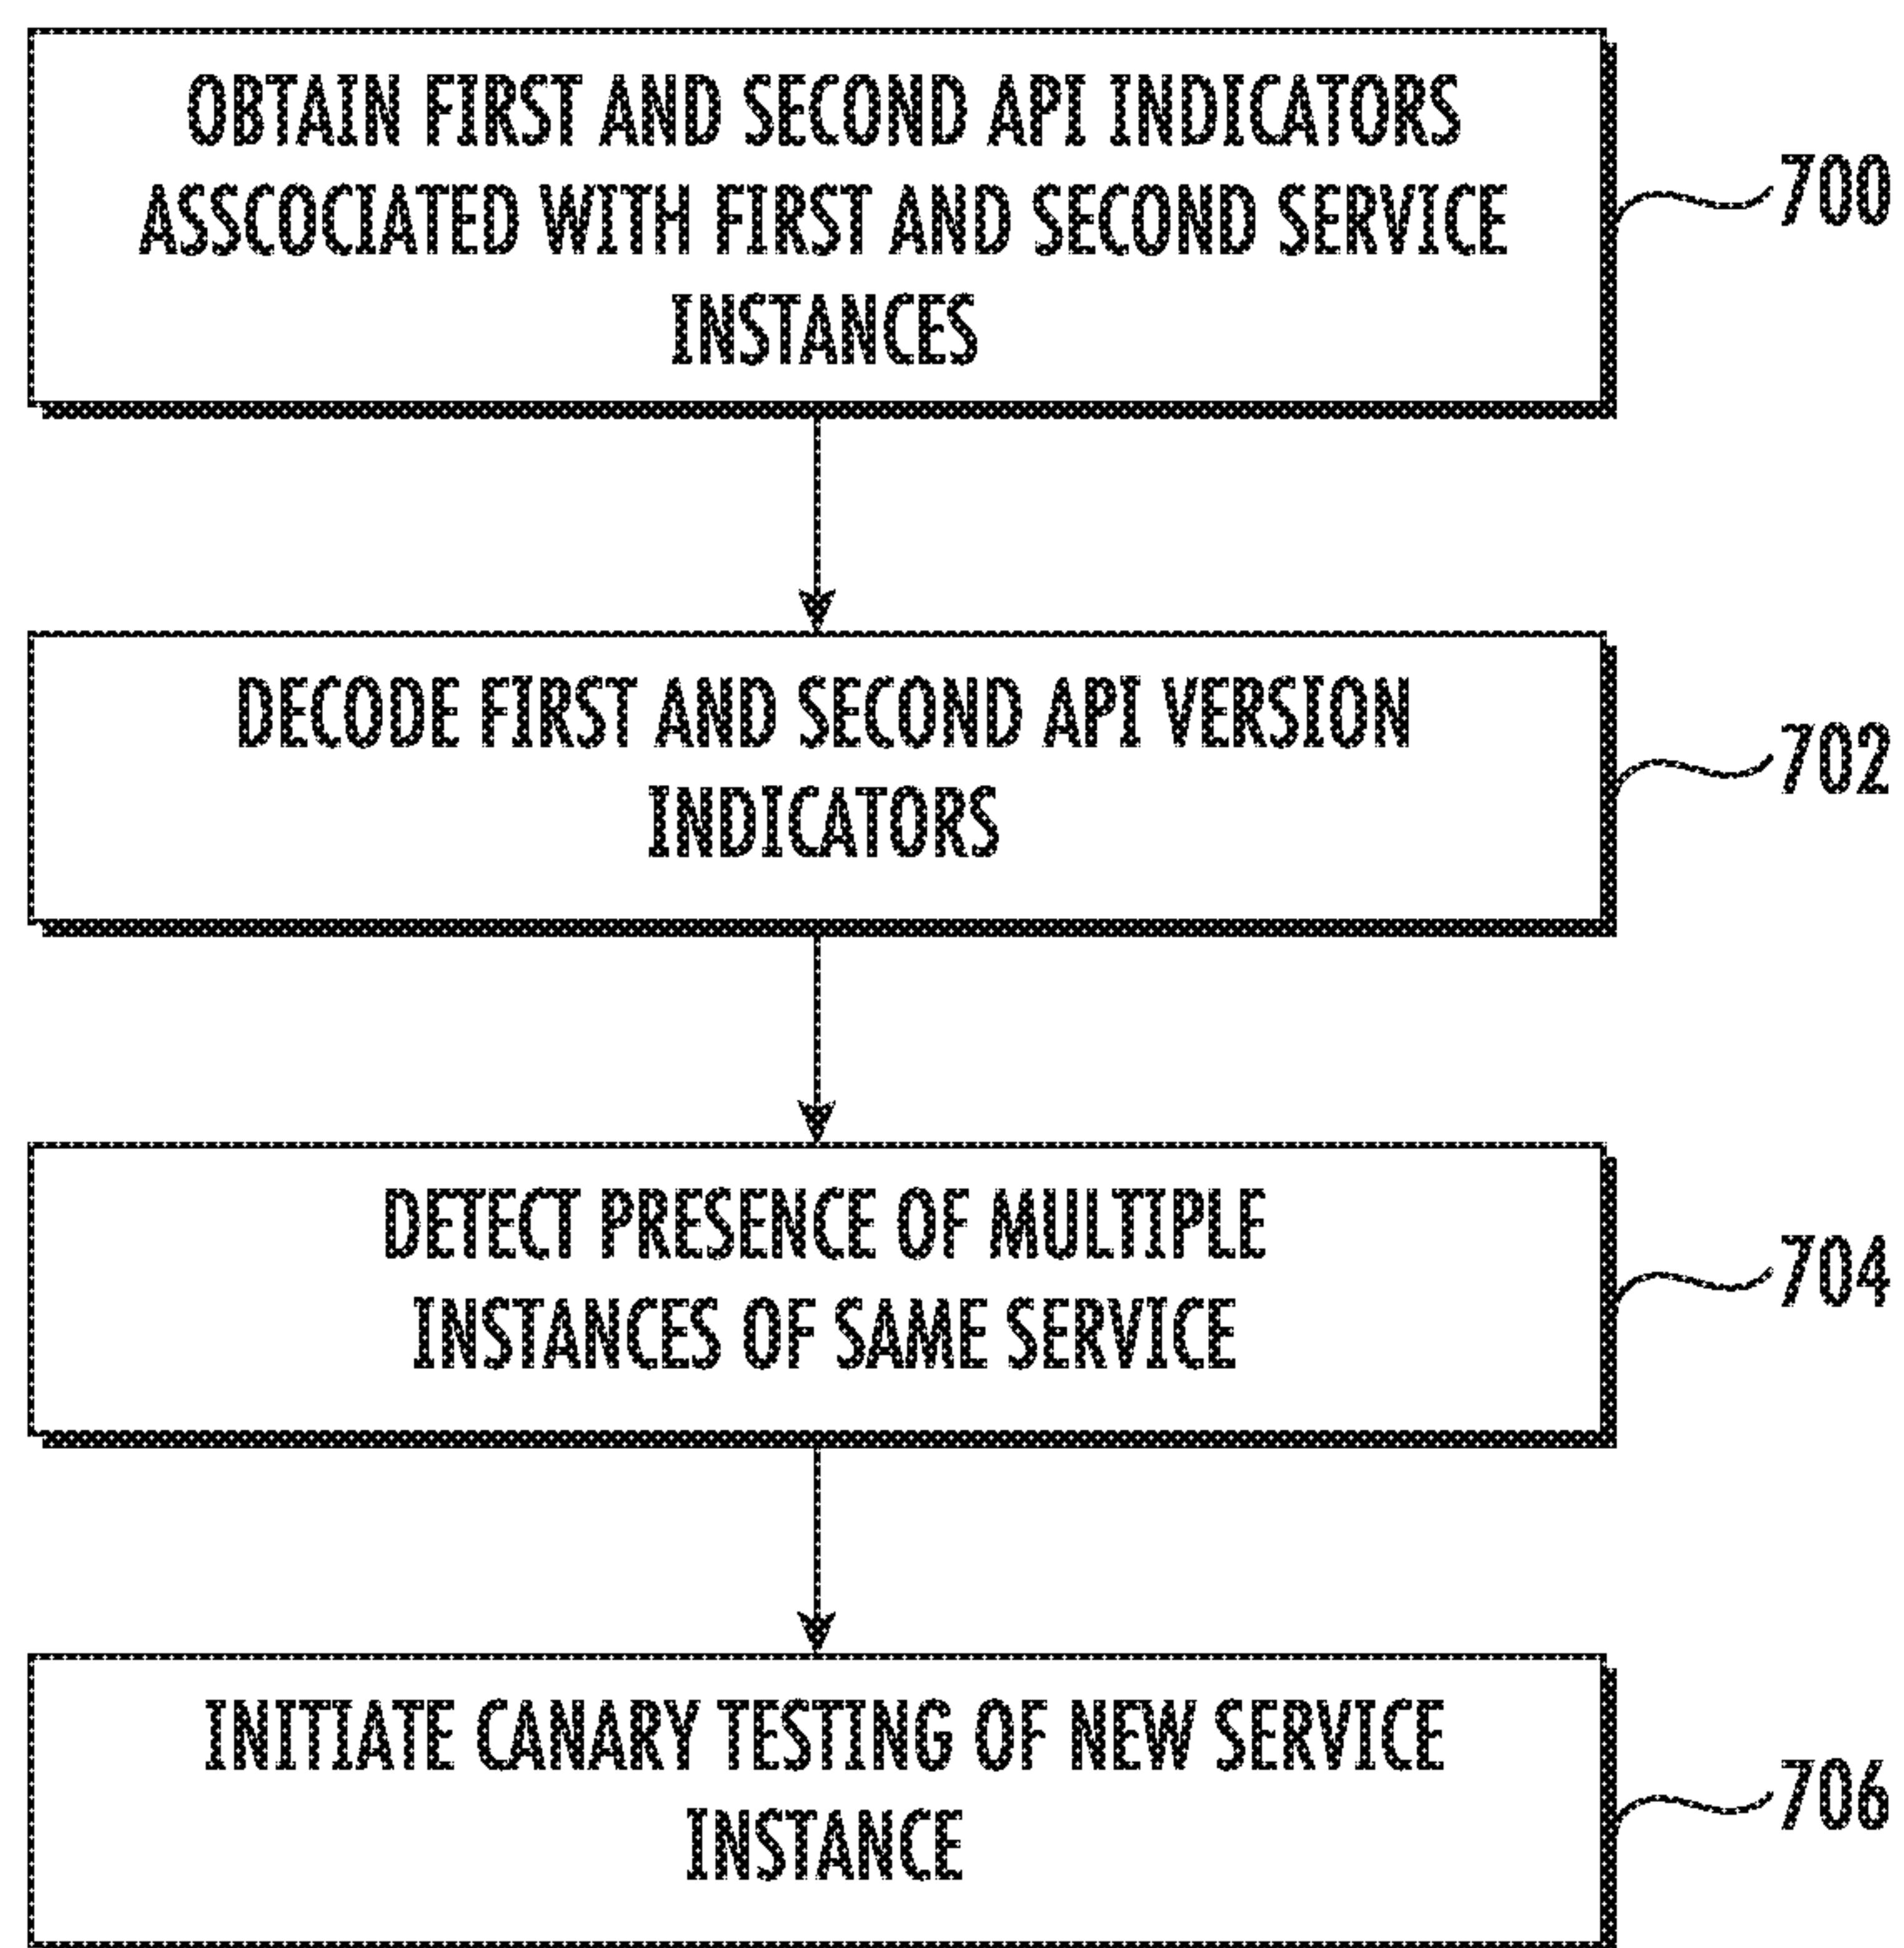 OBTAIN FIRST AND SECOND API INDICATORS
ASSCOCIATED WITH FIRST AND SECOND SERVICE
INSTANCES
700
DECODE FIRST AND SECOND API VERSION
INDICATORS
702
DETECT PRESENCE OF MULTIPLE
INSTANCES OF SAME SERVICE
704
INITIATE CANARY TESTING OF NEW SERVICE
INSTANCE
706